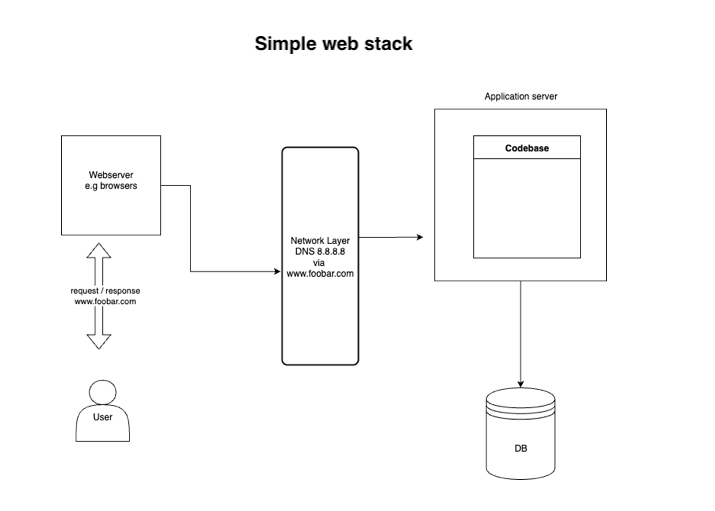 Simple web stack
Application server
Codebase
Webserver
e.g browsers
Network Layer
DNS 8.8.8.8
via
www.foobar.com
request / response
www.foobar.com
User
DB